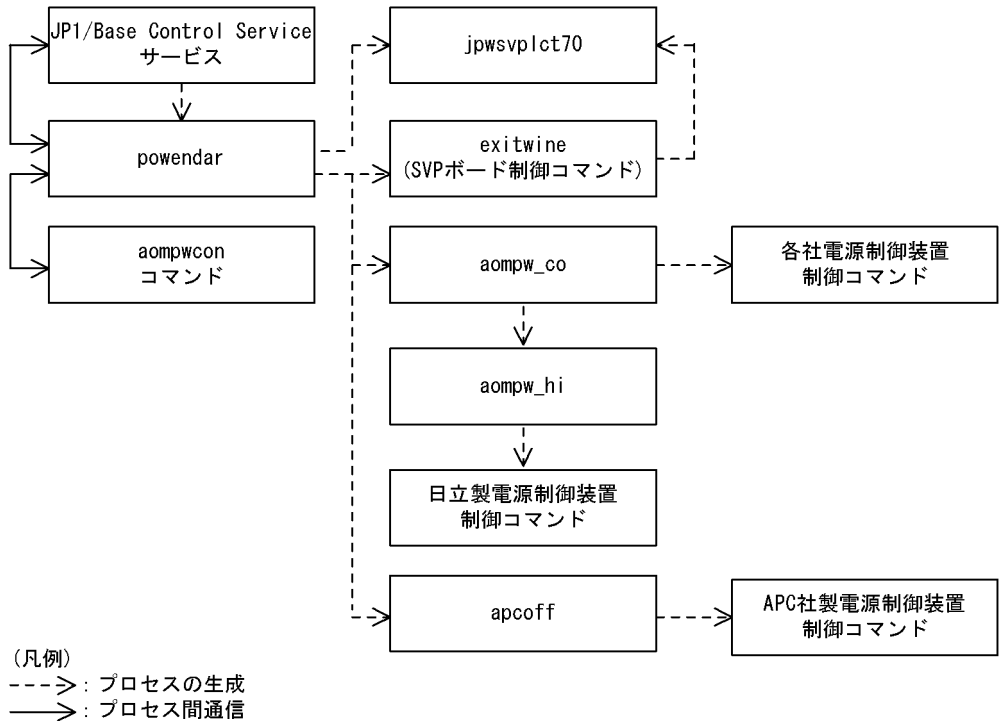 JP1/Base Control Service
サービス
jpwsvplct70
powendar
exitwine
(SVPボード制御コマンド)
aompwcon
コマンド
aompw_co
各社電源制御装置
制御コマンド
aompw_hi
日立製電源制御装置
制御コマンド
apcoff
APC社製電源制御装置
制御コマンド
(凡例)
: プロセスの生成
: プロセス間通信